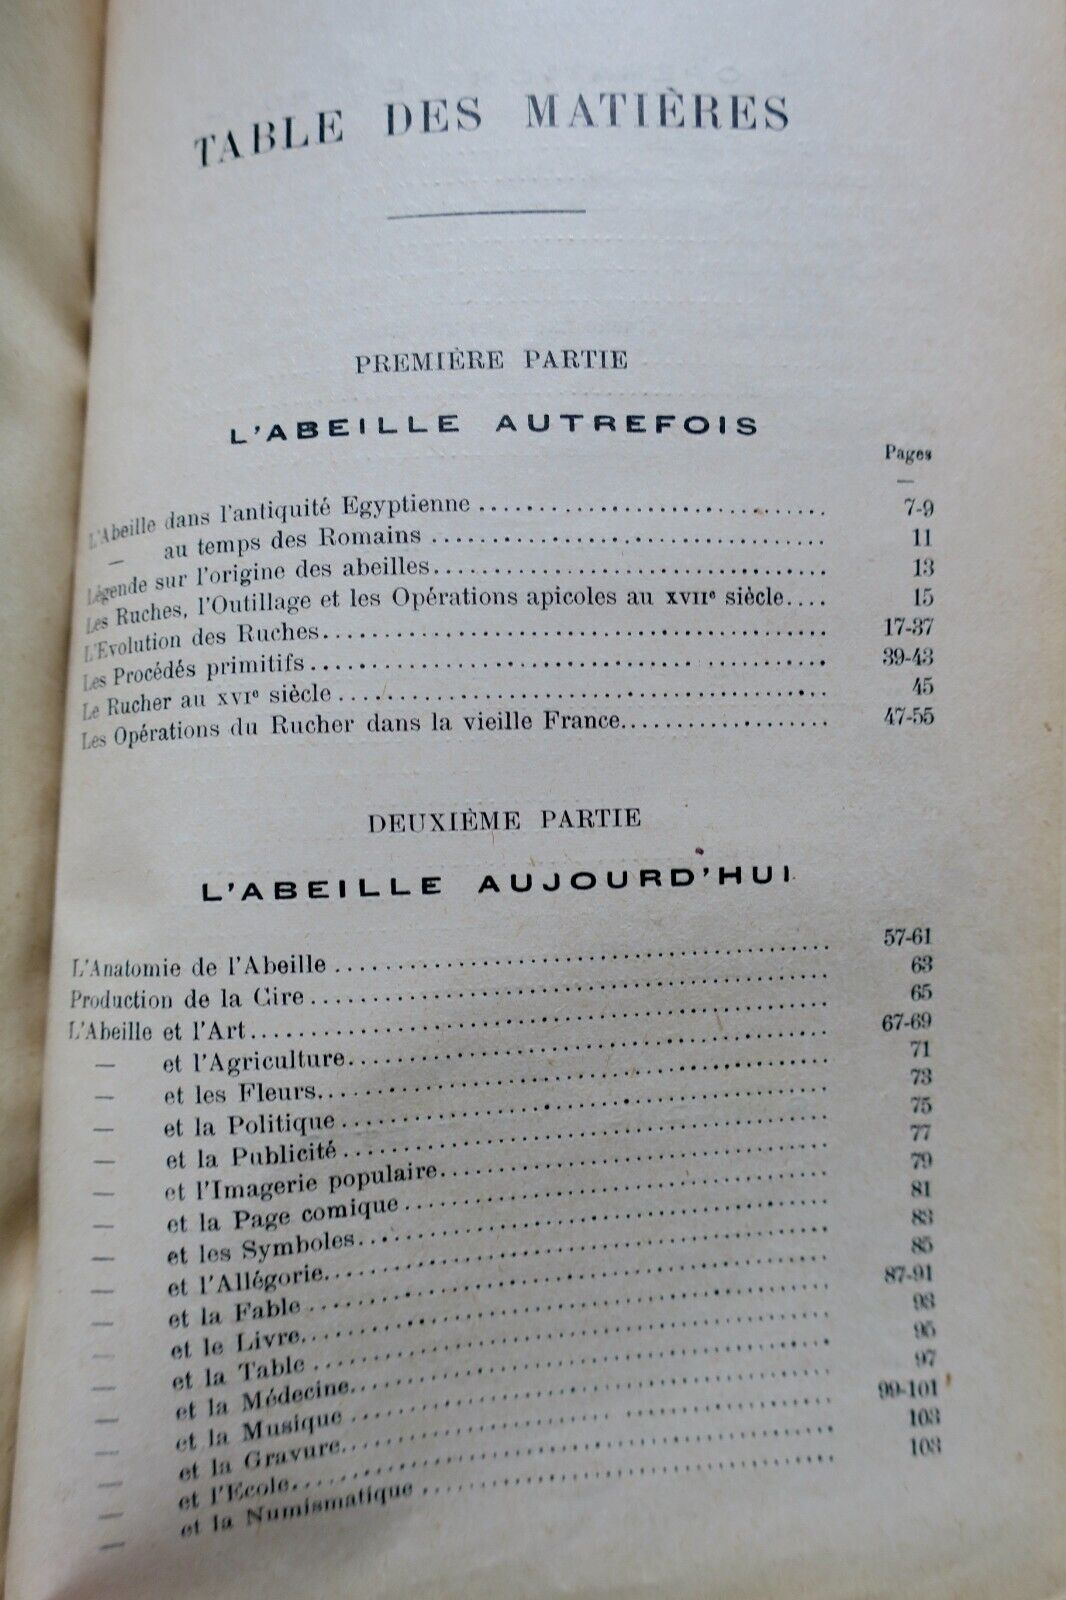 TABLE DES MATIÈRES
PREMIÈRE PARTIE
L'ABEILLE AUTREFOIS
Pages
—
L'Abeille dans l'antiquité Egyptienne ........ 7-9
— au temps des Romains ........ 11
Légende sur l'origine des abeilles ........ 13
Les Ruches, l'Outillage et les Opérations apicoles au XVIIe siècle.... 15
L'Evolution des Ruches ........ 17-37
Les Procédés primitifs ........ 39-43
Le Rucher au XVIe siècle ........ 45
Les Opérations du Rucher dans la vieille France ........ 47-55
DEUXIÈME PARTIE
L'ABEILLE AUJOURD'HUI
L'Anatomie de l'Abeille ........ 57-61
Production de la Cire ........ 63
L'Abeille et l'Art ........ 65
— et l'Agriculture ........ 67-69
— et les Fleurs ........ 71
— et la Politique ........ 73
— et la Publicité ........ 75
— et l'Imagerie populaire ........ 77
— et la Page comique ........ 79
— et les Symboles ........ 81
— et l'Allégorie ........ 83
— et la Fable ........ 85
— et le Livre ........ 87-91
— et la Table ........ 93
— et la Médecine ........ 95
— et la Musique ........ 97
— et la Gravure ........ 99-101
— et l'Ecole ........ 103
— et la Numismatique ........ 103